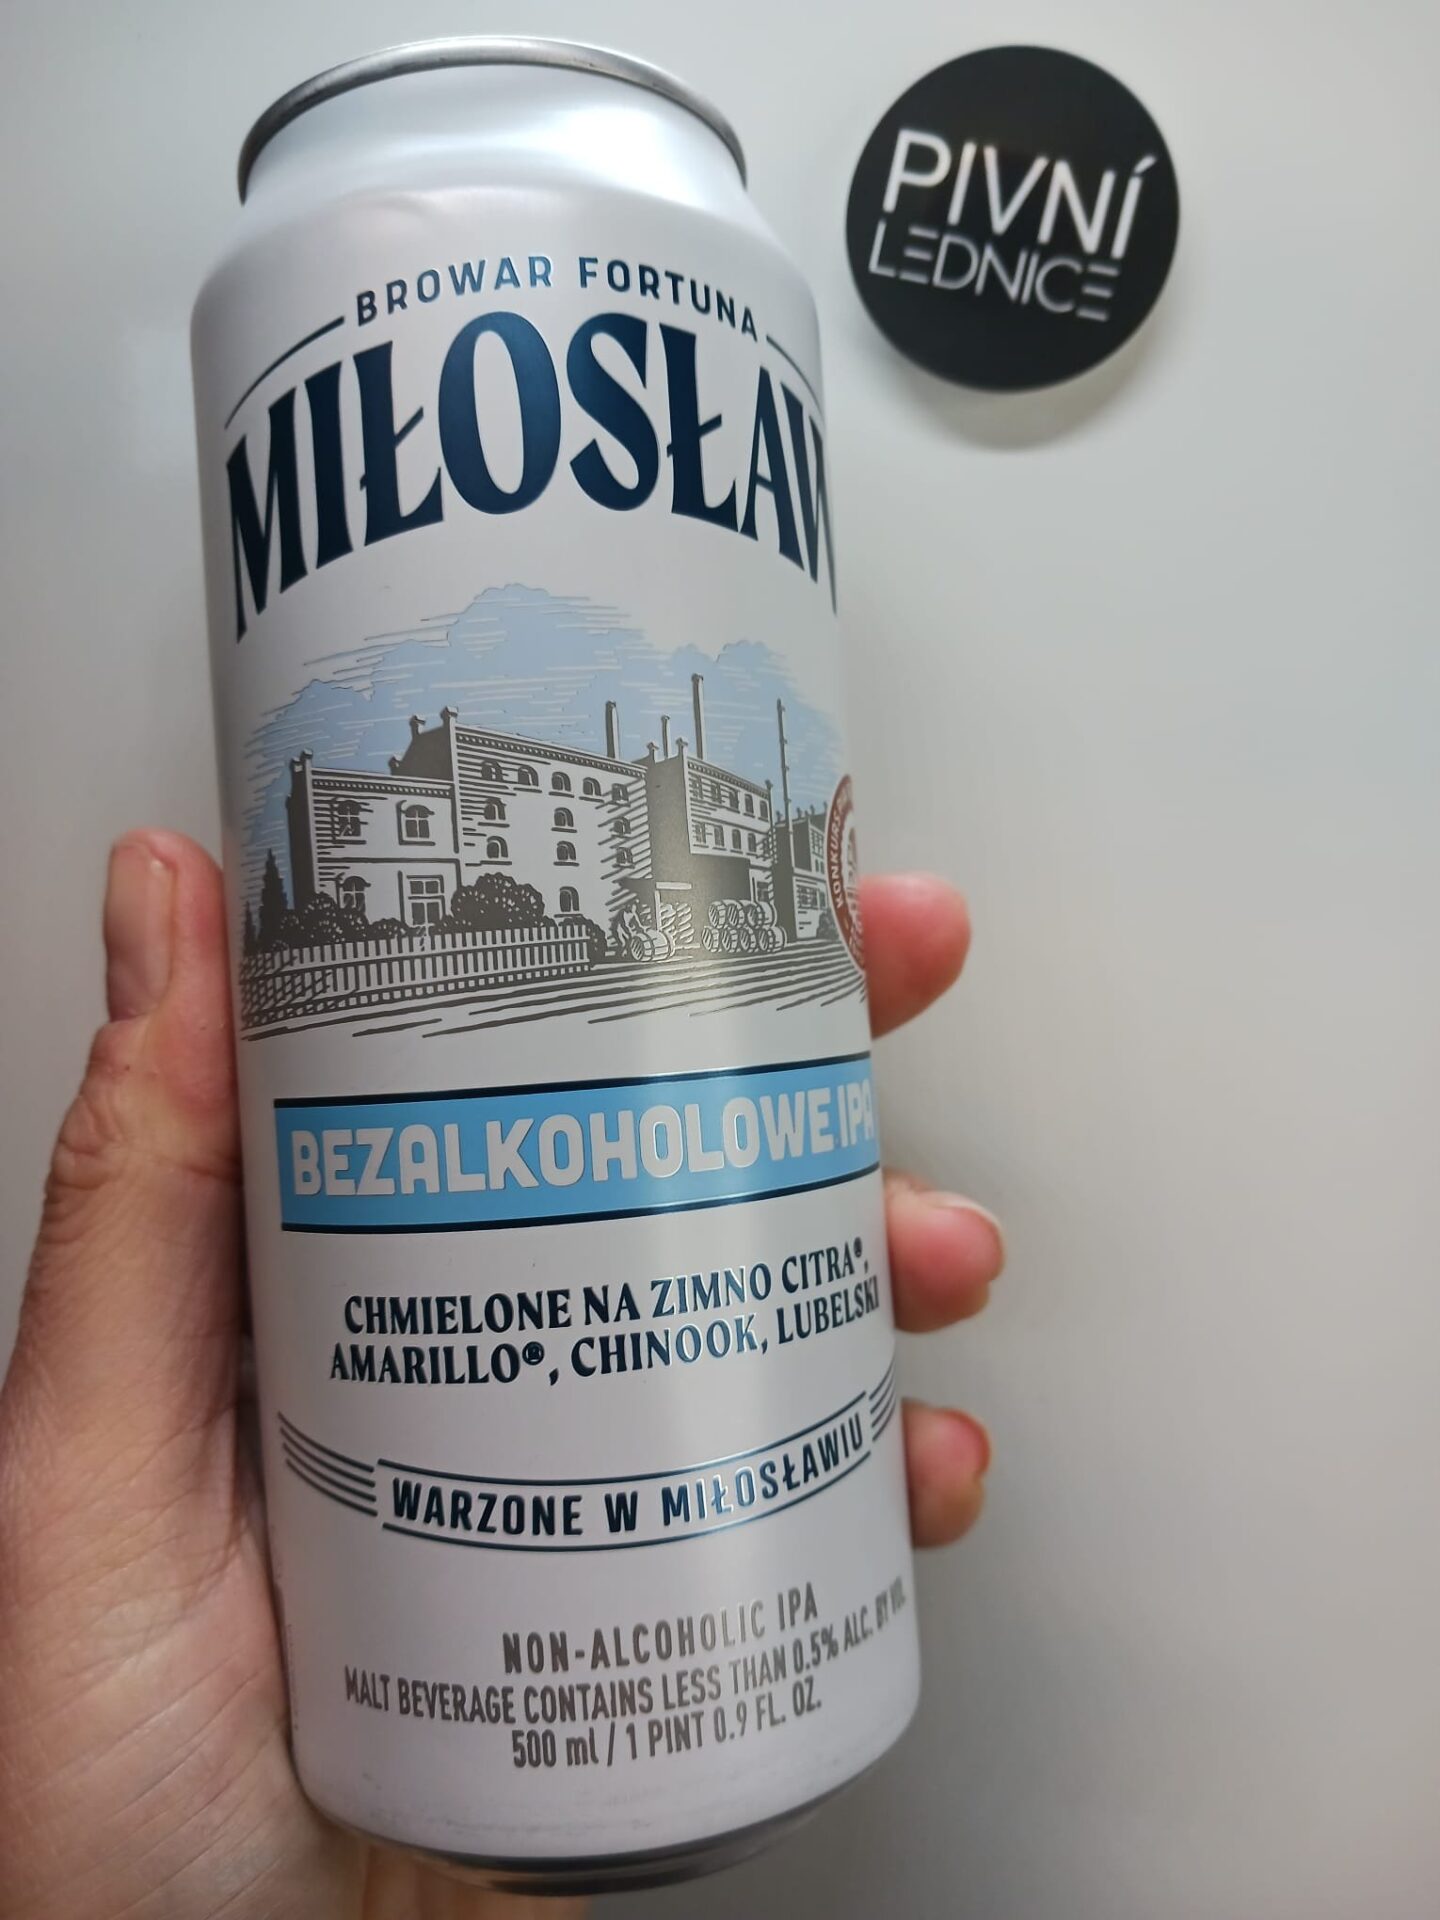 BROWAR FORTUNA
MIŁOSŁAW
PIVNÍ
LEDNICE
BEZALKOHOLOWE IPA
CHMIELONE NA ZIMNO CITRA®,
AMARILLO®, CHINOOK, LUBELSKI
WARZONE W MIŁOSŁAWIU
NON-ALCOHOLIC IPA
MALT BEVERAGE CONTAINS LESS THAN 0.5% ALC. BY VOL.
500 ml / 1 PINT 0.9 FL. OZ.